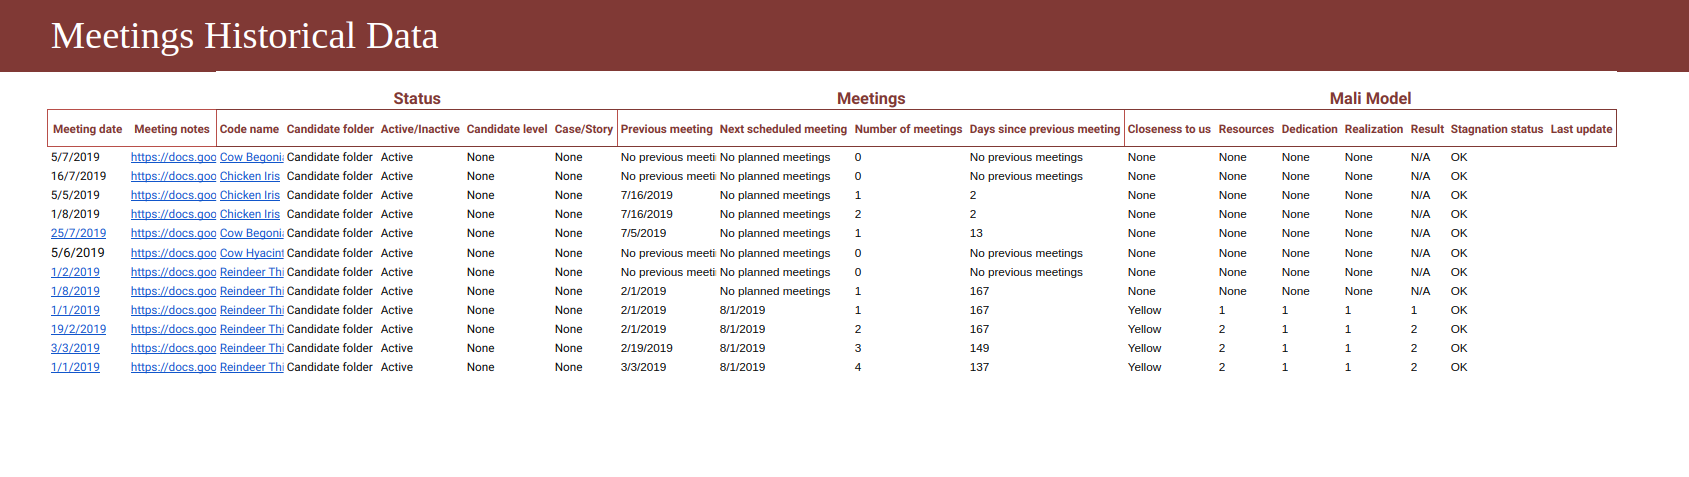 Meetings Historical Data
Status Meetings Mali Model
Meeting date Meeting notes Code name Candidate folder Active/Inactive Candidate level Case/Story Previous meeting Next scheduled meeting Number of meetings Days since previous meeting Closeness to us Resources Dedication Realization Result Stagnation status Last update
5/7/2019 https://docs.goo Cow Begoni Candidate folder Active None None No previous meeti No planned meetings 0 No previous meetings None None None None N/A OK
16/7/2019 https://docs.goo Chicken Iris Candidate folder Active None None No previous meeti No planned meetings 0 No previous meetings None None None None N/A OK
5/5/2019 https://docs.goo Chicken Iris Candidate folder Active None None 7/16/2019 No planned meetings 1 2 None None None None N/A OK
1/8/2019 https://docs.goo Chicken Iris Candidate folder Active None None 7/16/2019 No planned meetings 2 2 None None None None N/A OK
25/7/2019 https://docs.goo Cow Begoni Candidate folder Active None None 7/5/2019 No planned meetings 1 13 None None None None N/A OK
5/6/2019 https://docs.goo Cow Hyacint Candidate folder Active None None No previous meeti No planned meetings 0 No previous meetings None None None None N/A OK
1/2/2019 https://docs.goo Reindeer Thi Candidate folder Active None None No previous meeti No planned meetings 0 No previous meetings None None None None N/A OK
1/8/2019 https://docs.goo Reindeer Thi Candidate folder Active None None 2/1/2019 No planned meetings 1 167 None None None None N/A OK
1/1/2019 https://docs.goo Reindeer Thi Candidate folder Active None None 2/1/2019 8/1/2019 1 167 Yellow 1 1 1 1 OK
19/2/2019 https://docs.goo Reindeer Thi Candidate folder Active None None 2/1/2019 8/1/2019 2 167 Yellow 2 1 1 2 OK
3/3/2019 https://docs.goo Reindeer Thi Candidate folder Active None None 2/19/2019 8/1/2019 3 149 Yellow 2 1 1 2 OK
1/1/2019 https://docs.goo Reindeer Thi Candidate folder Active None None 3/3/2019 8/1/2019 4 137 Yellow 2 1 1 2 OK